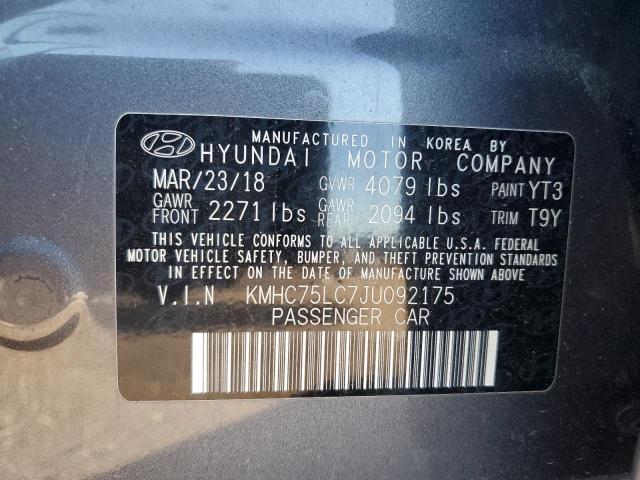 MANUFACTURED IN KOREA BY
HYUNDAI MOTOR COMPANY
MAR/23/18 GVWR 4079 lbs PAINT YT3
GAWR FRONT 2271 lbs GAWR REAR 2094 lbs TRIM T9Y
THIS VEHICLE CONFORMS TO ALL APPLICABLE U.S.A. FEDERAL
MOTOR VEHICLE SAFETY, BUMPER, AND THEFT PREVENTION STANDARDS
IN EFFECT ON THE DATE OF MANUFACTURE SHOWN ABOVE.
V.I.N KMHC75LC7JU092175
PASSENGER CAR